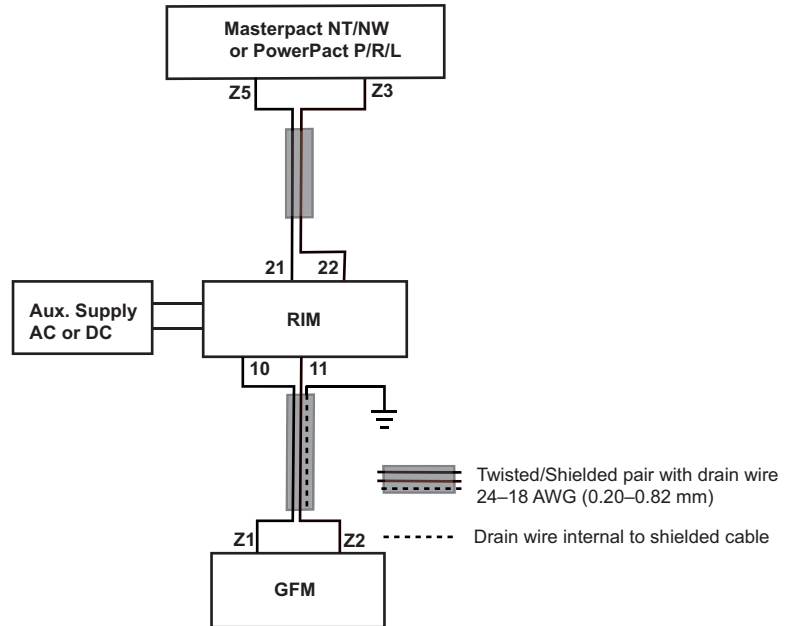 Masterpact NT/NW
or PowerPact P/R/L
Z5
Z3
21
22
Aux. Supply
AC or DC
RIM
10
11
Twisted/Shielded pair with drain wire
24–18 AWG (0.20–0.82 mm)
Drain wire internal to shielded cable
Z1
Z2
GFM